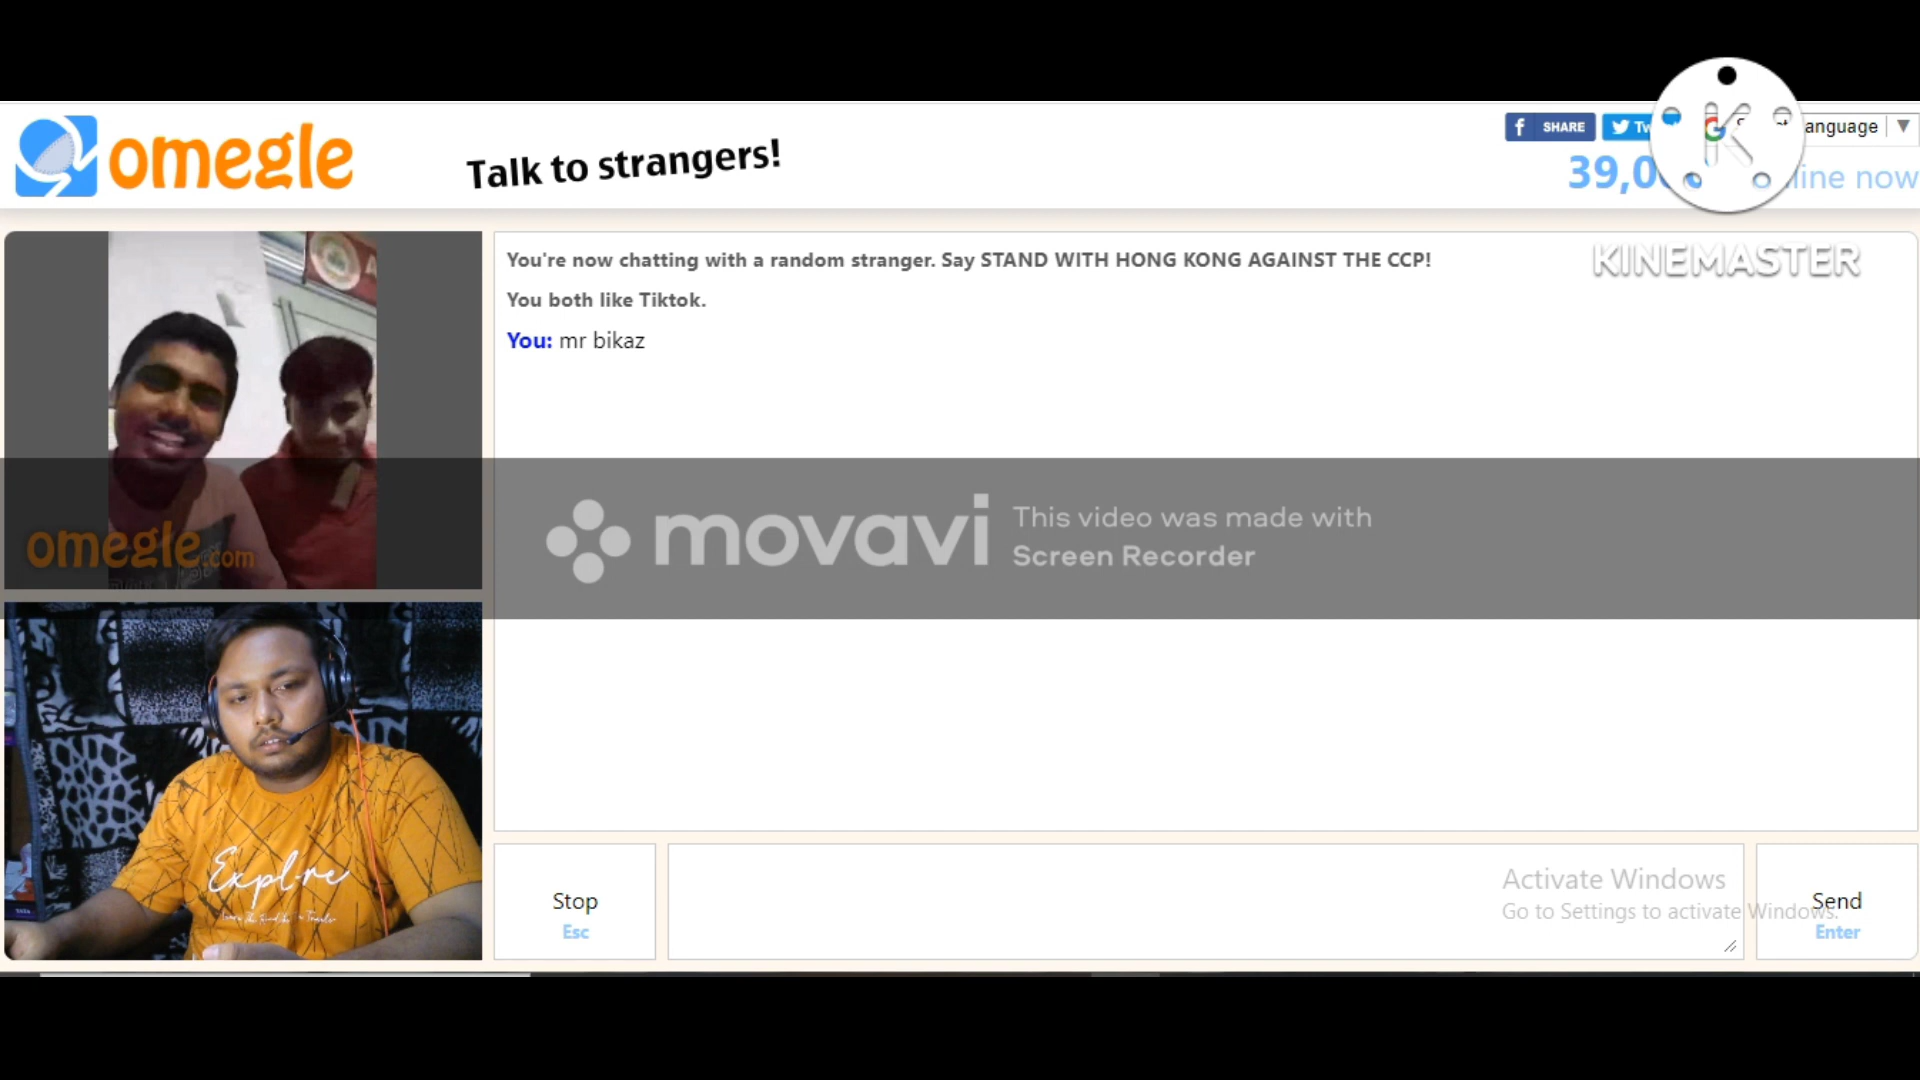 omegle
Talk to strangers!
f SHARE
anguage ▼
39,0
line now
K
KINEMASTER
You're now chatting with a random stranger. Say STAND WITH HONG KONG AGAINST THE CCP!
You both like Tiktok.
You: mr bikaz
omegle.com
movavi
This video was made with
Screen Recorder
Stop
Esc
Activate Windows
Go to Settings to activate Windows.
Send
Enter